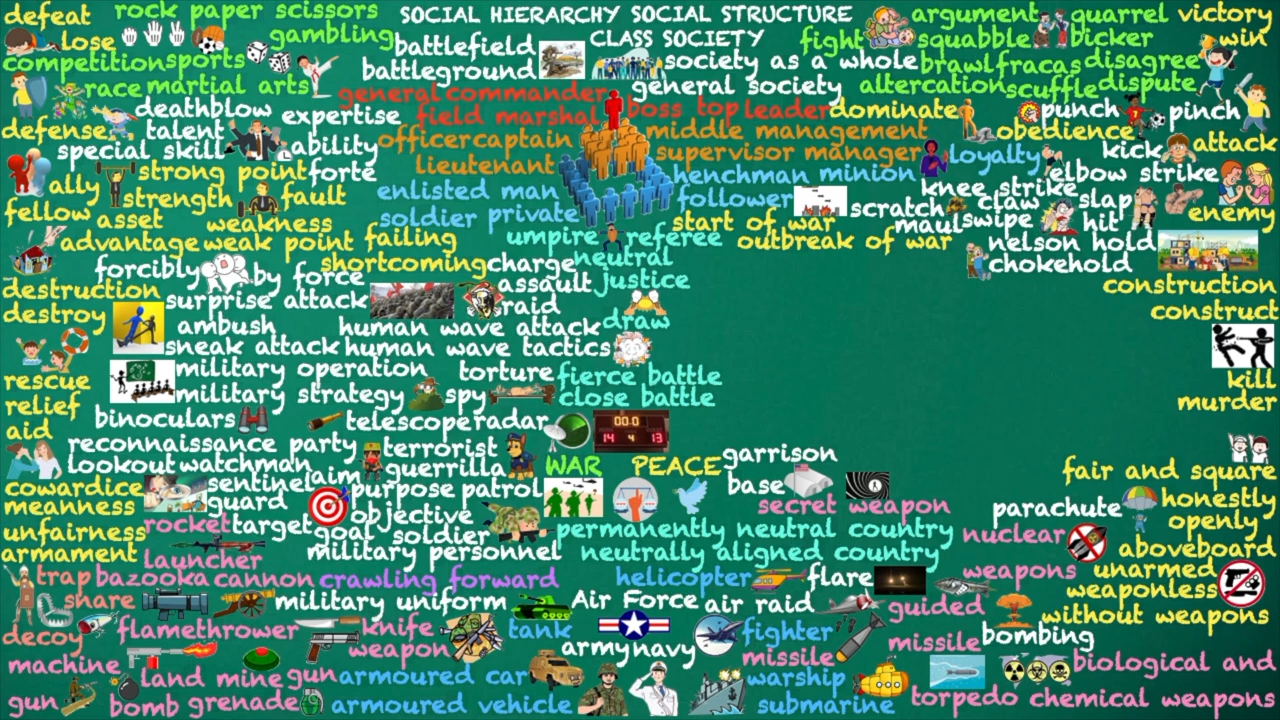 defeat rock paper scissors SOCIAL HIERARCHY SOCIAL STRUCTURE argument quarrel victory
lose gambling battlefield CLASS SOCIETY fight squabble bicker win
competition sports battleground society as a whole brawl fracas disagree
race martial arts general commander general society altercation scuffle dispute
deathblow expertise field marshal boss top leader dominate punch pinch
defense talent ability officer captain middle management obedience kick attack
special skill lieutenant supervisor manager loyalty elbow strike
ally strong point forte enlisted man henchman minion knee strike
strength fault follower scratch claw slap
fellow asset weakness soldier private start of war maul swipe hit enemy
advantage weak point failing umpire referee outbreak of war nelson hold
forcibly by force shortcoming charge neutral chokehold
destruction surprise attack assault justice construction
destroy raid construct
ambush human wave attack draw
sneak attack human wave tactics
rescue military operation torture fierce battle kill
relief military strategy spy close battle murder
aid binoculars telescope radar 00:0
14 4 13
reconnaissance party terrorist garrison
lookout watchman guerrilla WAR PEACE fair and square
cowardice sentinel aim purpose patrol base honestly
meanness guard objective secret weapon parachute openly
unfairness rocket target goal soldier permanently neutral country nuclear
armament launcher military personnel neutrally aligned country aboveboard
trap bazooka cannon crawling forward helicopter flare weapons unarmed
snare military uniform Air Force air raid guided weaponless
decoy flamethrower knife weapon tank fighter missile bombing without weapons
machine army navy missile biological and
land mine gun armoured car warship
gun bomb grenade armoured vehicle submarine torpedo chemical weapons